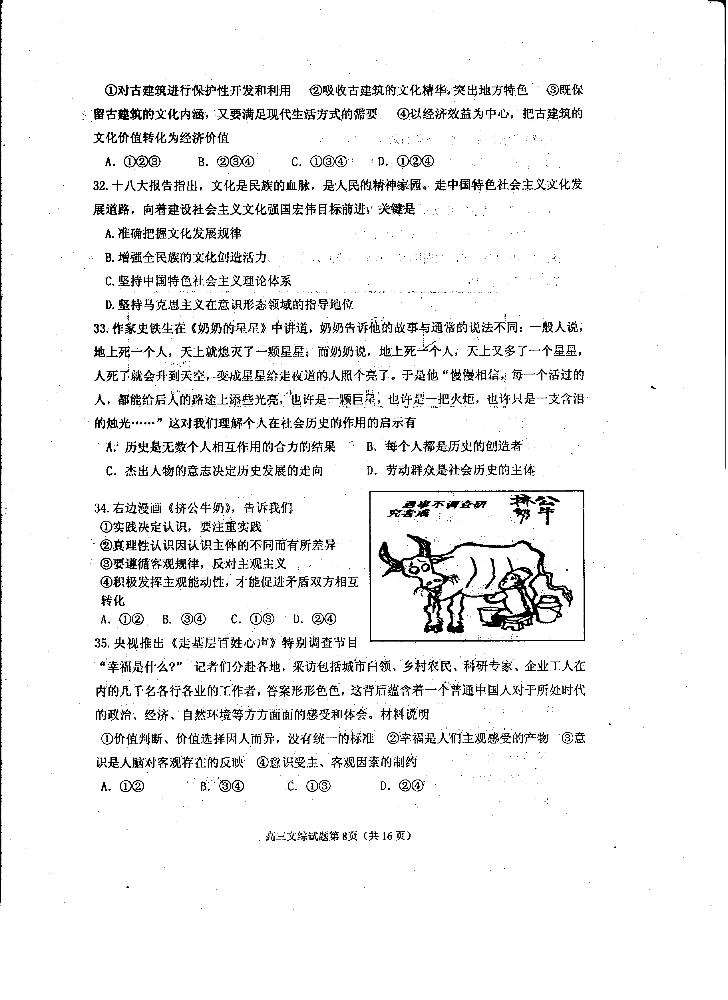 ①对古建筑进行保护性开发和利用 ②吸收古建筑的文化精华,突出地方特色 ③既保
留古建筑的文化内涵，又要满足现代生活方式的需要 ④以经济效益为中心，把古建筑的
文化价值转化为经济价值
A. ①②③ B. ②③④ C. ①③④ D. ①②④
32. 十八大报告指出，文化是民族的血脉，是人民的精神家园。走中国特色社会主义文化发
展道路，向着建设社会主义文化强国宏伟目标前进，关键是
A. 准确把握文化发展规律
B. 增强全民族的文化创造活力
C. 坚持中国特色社会主义理论体系
D. 坚持马克思主义在意识形态领域的指导地位
33. 作家史铁生在《奶奶的星星》中讲道，奶奶告诉他的故事与通常的说法不同：一般人说，
地上死一个人，天上就熄灭了一颗星星；而奶奶说，地上死一个人，天上又多了一个星星，
人死了就会升到天空，变成星星给走夜道的人照个亮了。于是他“慢慢相信，每一个活过的
人，都能给后人的路途上添些光亮，也许是一颗巨星，也许是一把火炬，也许只是一支含泪
的烛光……”这对我们理解个人在社会历史的作用的启示有
A. 历史是无数个人相互作用的合力的结果 B. 每个人都是历史的创造者
C. 杰出人物的意志决定历史发展的走向 D. 劳动群众是社会历史的主体
34. 右边漫画《挤公牛奶》，告诉我们
①实践决定认识，要注重实践
②真理性认识因认识主体的不同而有所差异
③要遵循客观规律，反对主观主义
④积极发挥主观能动性，才能促进矛盾双方相互
转化
A. ①② B. ③④ C. ①③ D. ②④
遇事不调查研
究者戒
挤公
奶牛
35. 央视推出《走基层百姓心声》特别调查节目
“幸福是什么?” 记者们分赴各地，采访包括城市白领、乡村农民、科研专家、企业工人在
内的几千名各行各业的工作者，答案形形色色，这背后蕴含着一个普通中国人对于所处时代
的政治、经济、自然环境等方方面面的感受和体会。材料说明
①价值判断、价值选择因人而异，没有统一的标准 ②幸福是人们主观感受的产物 ③意
识是人脑对客观存在的反映 ④意识受主、客观因素的制约
A. ①② B. ③④ C. ①③ D. ②④
高三文综试题第 8页（共 16 页）